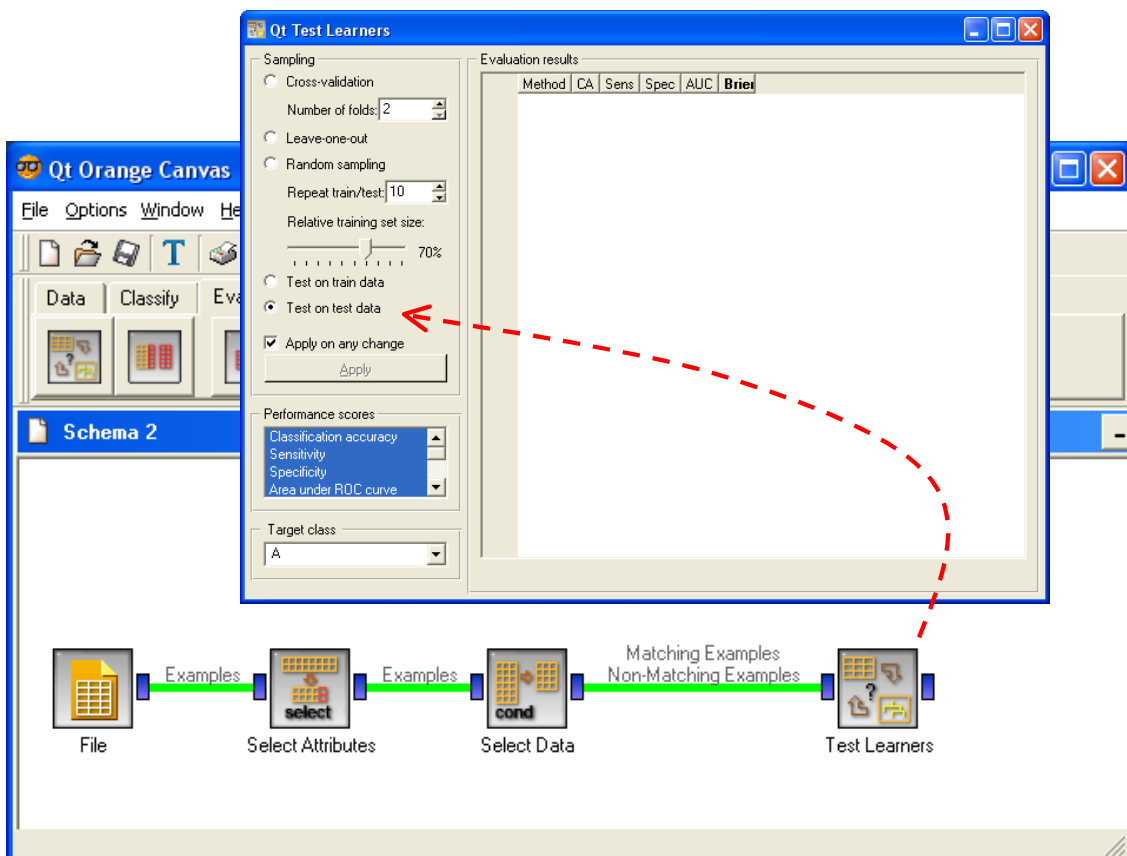 Qt Test Learners
Sampling
Cross-validation
Number of folds: 2
Leave-one-out
Random sampling
Repeat train/test: 10
Relative training set size:
70%
Test on train data
Test on test data
Apply on any change
Apply
Performance scores
Classification accuracy
Sensitivity
Specificity
Area under ROC curve
Target class
A
Evaluation results
Method CA Sens Spec AUC Brier
Qt Orange Canvas
File Options Window
T
Data Classify
Schema 2
Examples
Examples
Matching Examples
Non-Matching Examples
select
cond
?
File
Select Attributes
Select Data
Test Learners